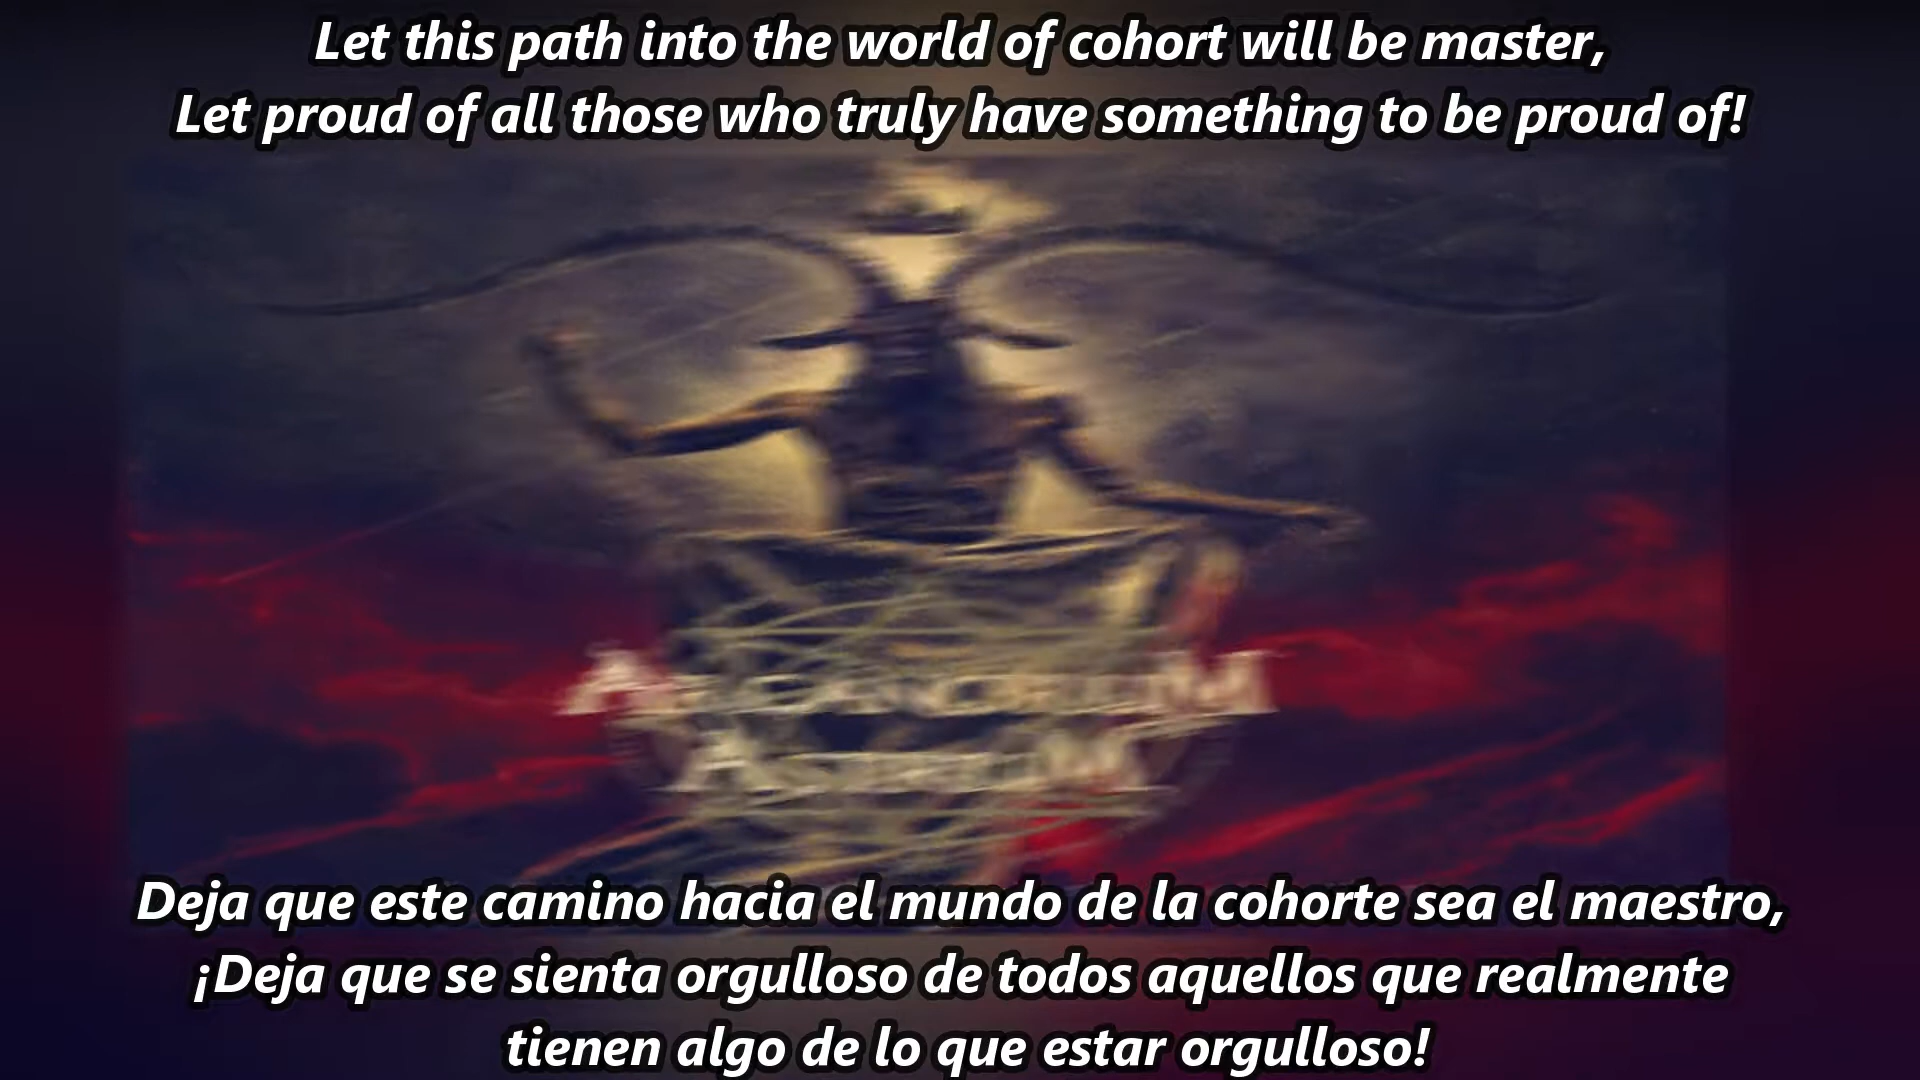 Let this path into the world of cohort will be master,
Let proud of all those who truly have something to be proud of!
Deja que este camino hacia el mundo de la cohorte sea el maestro,
¡Deja que se sienta orgulloso de todos aquellos que realmente
tienen algo de lo que estar orgulloso!